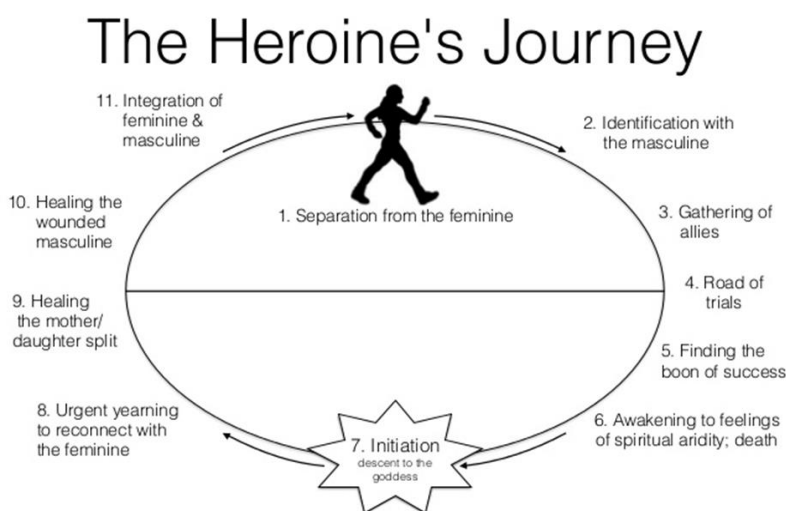 The Heroine's Journey
1. Separation from the feminine
2. Identification with
the masculine
3. Gathering of
allies
4. Road of
trials
5. Finding the
boon of success
6. Awakening to feelings
of spiritual aridity; death
7. Initiation
descent to the
goddess
8. Urgent yearning
to reconnect with
the feminine
9. Healing
the mother/
daughter split
10. Healing the
wounded
masculine
11. Integration of
feminine &
masculine